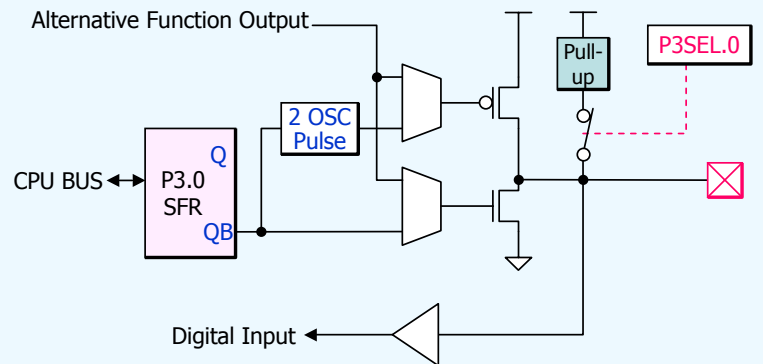 Alternative Function Output
Pull-
up
P3SEL.0
2 OSC
Pulse
Q
CPU BUS
P3.0
SFR
QB
Digital Input